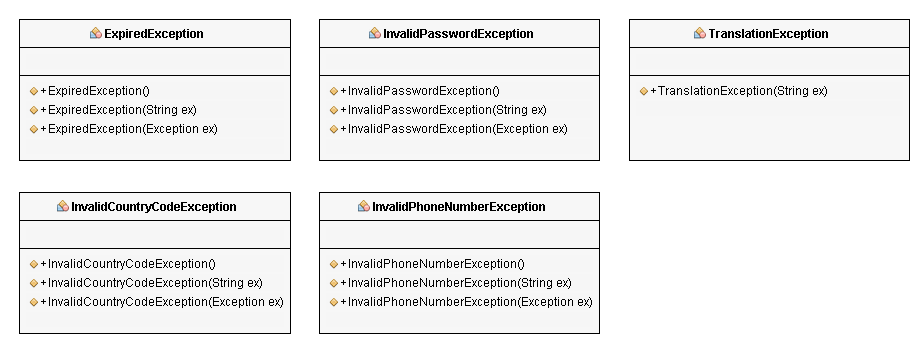 ExpiredException
+ExpiredException()
+ExpiredException(String ex)
+ExpiredException(Exception ex)
InvalidPasswordException
+InvalidPasswordException()
+InvalidPasswordException(String ex)
+InvalidPasswordException(Exception ex)
TranslationException
+TranslationException(String ex)
InvalidCountryCodeException
+InvalidCountryCodeException()
+InvalidCountryCodeException(String ex)
+InvalidCountryCodeException(Exception ex)
InvalidPhoneNumberException
+InvalidPhoneNumberException()
+InvalidPhoneNumberException(String ex)
+InvalidPhoneNumberException(Exception ex)